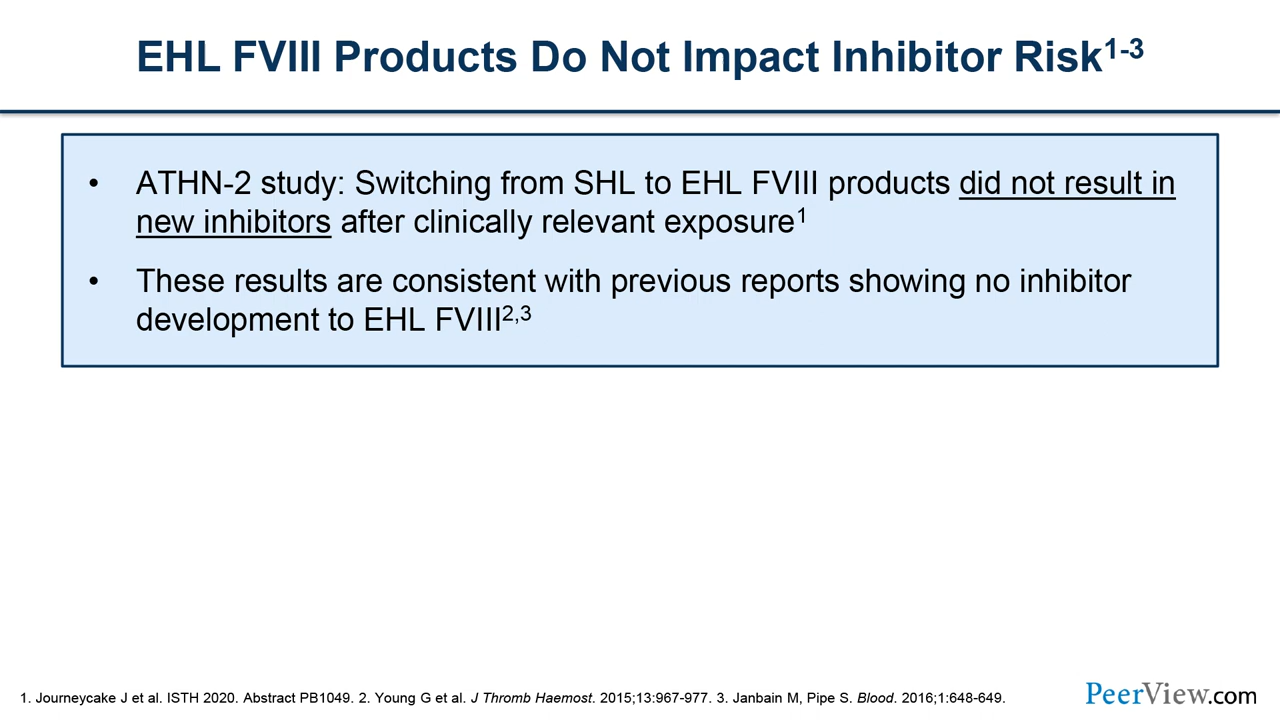 EHL FVIII Products Do Not Impact Inhibitor Risk1-3
• ATHN-2 study: Switching from SHL to EHL FVIII products did not result in
new inhibitors after clinically relevant exposure1
• These results are consistent with previous reports showing no inhibitor
development to EHL FVIII2,3
1. Journeycake J et al. ISTH 2020. Abstract PB1049. 2. Young G et al. J Thromb Haemost. 2015;13:967-977. 3. Janbain M, Pipe S. Blood. 2016;1:648-649.
PeerView.com